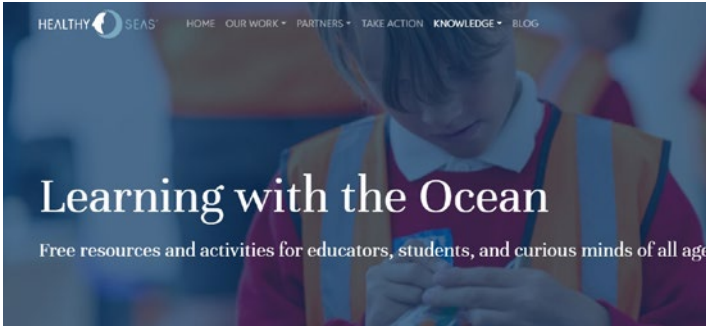 HEALTHY SEAS HOME OUR WORK PARTNERS TAKE ACTION KNOWLEDGE BLOG
Learning with the Ocean
Free resources and activities for educators, students, and curious minds of all age